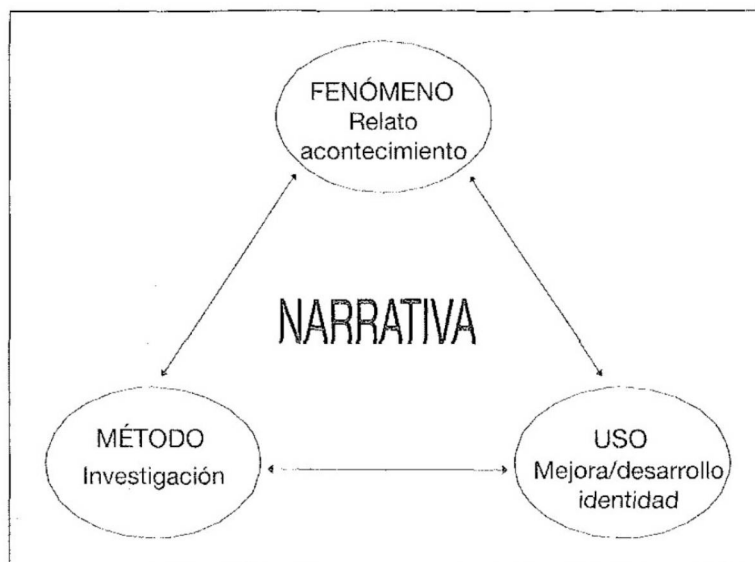 FENÓMENO
Relato
acontecimiento
NARRATIVA
MÉTODO
Investigación
USO
Mejora/desarrollo
identidad